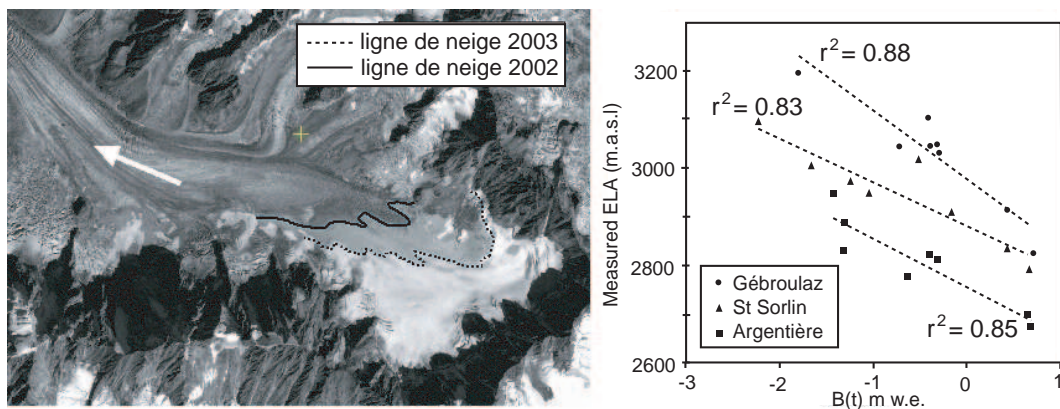 ligne de neige 2003
ligne de neige 2002
Measured ELA (m.a.s.l)
3200
3000
2800
2600
r² = 0.88
r² = 0.83
r² = 0.85
Gébroulaz
St Sorlin
Argentière
-3 -2 -1 0 1
B(t) m w.e.